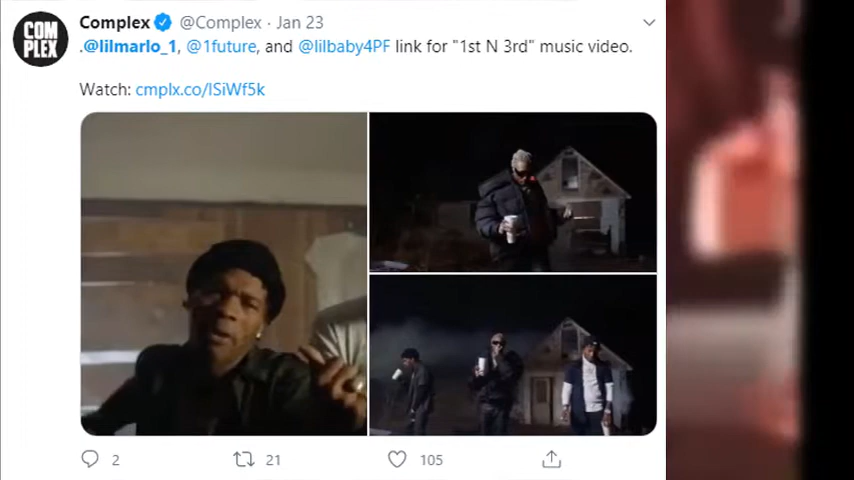 COM
PLEX
Complex @Complex · Jan 23
.@lilmarlo_1, @1future, and @lilbaby4PF link for "1st N 3rd" music video.
Watch: cmplx.co/lSiWf5k
2 21 105